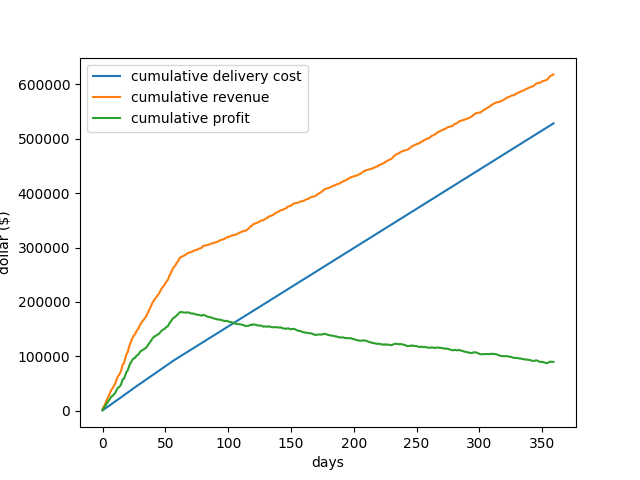 cumulative delivery cost
cumulative revenue
cumulative profit
600000
500000
400000
300000
200000
100000
0
dollar ($)
0 50 100 150 200 250 300 350
days